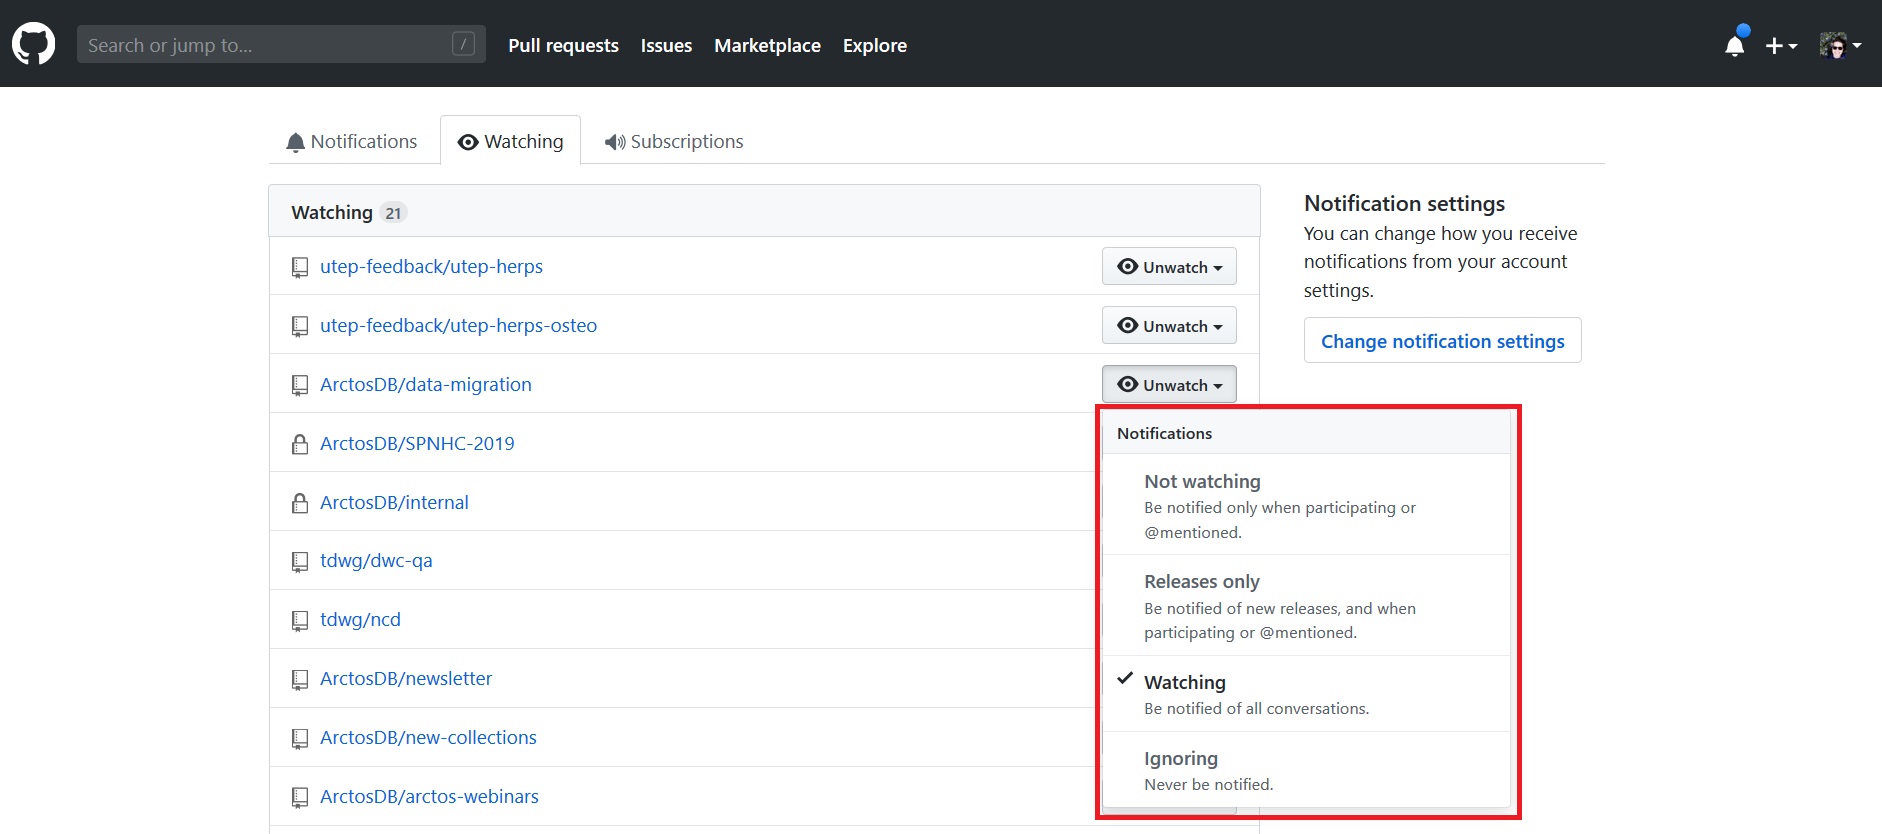 Search or jump to... /
Pull requests Issues Marketplace Explore
Notifications Watching Subscriptions
Watching 21
utep-feedback/utep-herps Unwatch
utep-feedback/utep-herps-osteo Unwatch
ArctosDB/data-migration Unwatch
ArctosDB/SPNHC-2019
ArctosDB/internal
tdwg/dwc-qa
tdwg/ncd
ArctosDB/newsletter
ArctosDB/new-collections
ArctosDB/arctos-webinars
Notifications
Not watching
Be notified only when participating or
@mentioned.
Releases only
Be notified of new releases, and when
participating or @mentioned.
Watching
Be notified of all conversations.
Ignoring
Never be notified.
Notification settings
You can change how you receive
notifications from your account
settings.
Change notification settings